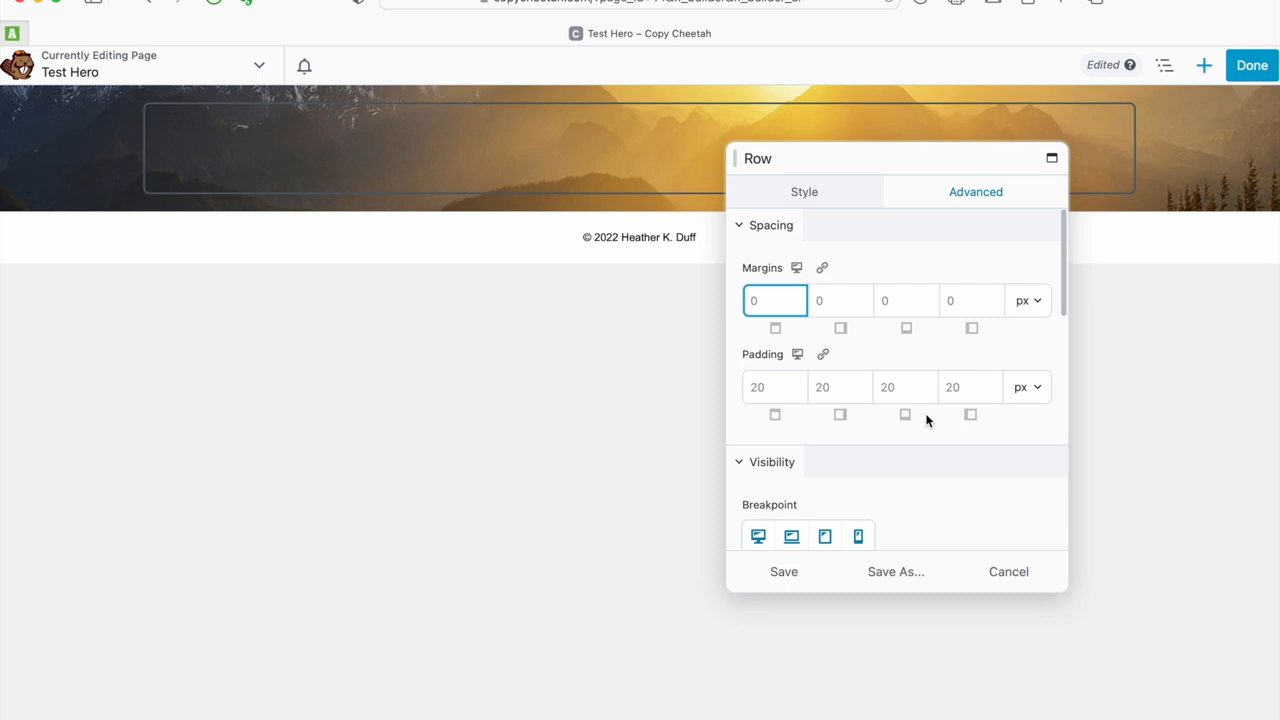 Test Hero – Copy Cheetah
Currently Editing Page
Test Hero
Edited
Done
Row
Style
Advanced
Spacing
Margins
0 0 0 0 px
Padding
20 20 20 20 px
Visibility
Breakpoint
Save Save As... Cancel
© 2022 Heather K. Duff